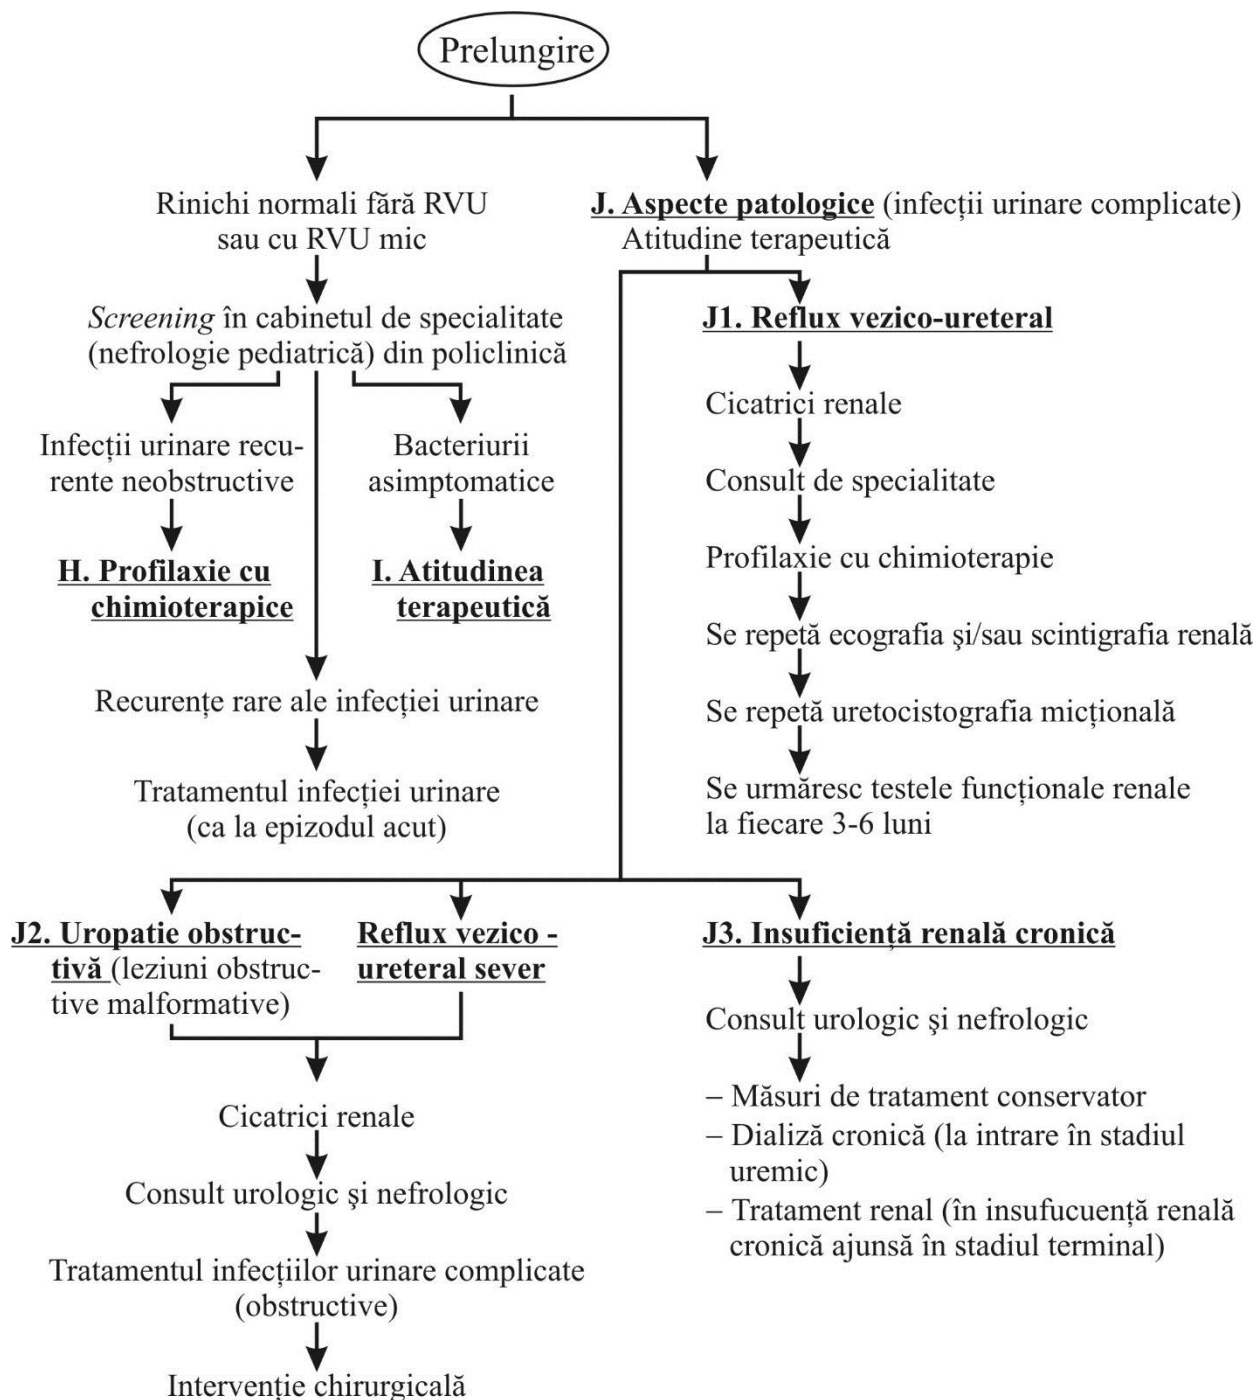 Prelungire
Rinichi normali fără RVU
sau cu RVU mic
J. Aspecte patologice (infecții urinare complicate)
Atitudine terapeutică
Screening în cabinetul de specialitate
(nefrologie pediatrică) din policlinică
J1. Reflux vezico-ureteral
Infecții urinare recu-
rente neobstructive
Bacteriurii
asimptomatice
H. Profilaxie cu
chimioterapice
I. Atitudinea
terapeutică
Recurențe rare ale infecției urinare
Tratamentul infecției urinare
(ca la epizodul acut)
Cicatrici renale
Consult de specialitate
Profilaxie cu chimioterapie
Se repetă ecografia şi/sau scintigrafia renală
Se repetă uretocistografia micțională
Se urmăresc testele funcționale renale
la fiecare 3-6 luni
J2. Uropatie obstruc-
tivă (leziuni obstruc-
tive malformative)
Reflux vezico -
ureteral sever
Cicatrici renale
Consult urologic şi nefrologic
Tratamentul infecțiilor urinare complicate
(obstructive)
Intervenție chirurgicală
J3. Insuficiență renală cronică
Consult urologic şi nefrologic
– Măsuri de tratament conservator
– Dializă cronică (la intrare în stadiul
uremic)
– Tratament renal (în insufucuență renală
cronică ajunsă în stadiul terminal)